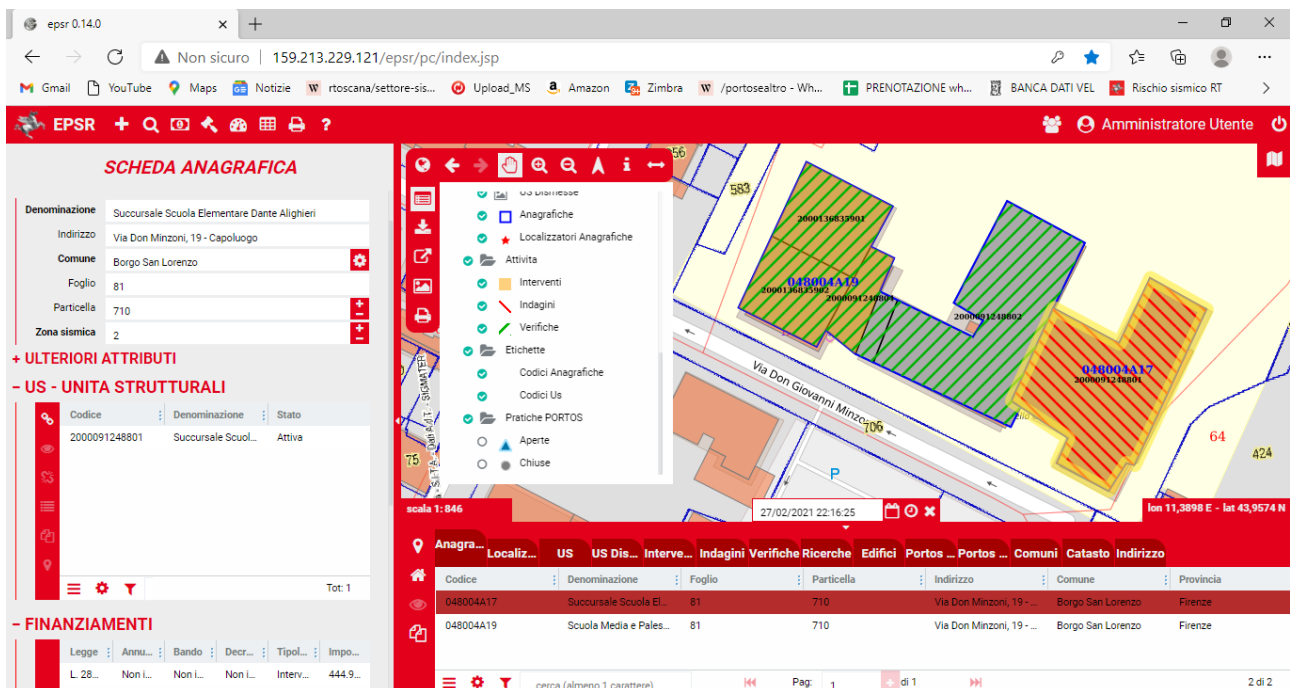 epsr 0.14.0
Non sicuro | 159.213.229.121/epsr/pc/index.jsp
Gmail YouTube Maps Notizie rtoscana/settore-sis... Upload_MS Amazon Zimbra /portosealtro - Wh... PRENOTAZIONE wh... BANCA DATI VEL Rischio sismico RT
EPSR
Amministratore Utente
SCHEDA ANAGRAFICA
Denominazione Succursale Scuola Elementare Dante Alighieri
Indirizzo Via Don Minzoni, 19 - Capoluogo
Comune Borgo San Lorenzo
Foglio 81
Particella 710
Zona sismica 2
+ ULTERIORI ATTRIBUTI
– US - UNITA STRUTTURALI
Codice Denominazione Stato
2000091248801 Succursale Scuol... Attiva
Tot: 1
– FINANZIAMENTI
Legge Annu... Bando Decr... Tipol... Impo...
L. 28... Non i... Non i... Non i... Interv... 444.9...
US Dismesse
Anagrafiche
Localizzatori Anagrafiche
Attivita
Interventi
Indagini
Verifiche
Etichette
Codici Anagrafiche
Codici Us
Pratiche PORTOS
Aperte
Chiuse
56
583
2000136835901
048004A19
2000136835902
2000091248804
2000091248802
048004A17
2000091248801
Via Don Giovanni Minzo
706
P
64
424
75
scala 1:846
27/02/2021 22:16:25
lon 11,3898 E - lat 43,9574 N
Anagra... Localiz... US US Dis... Interve... Indagini Verifiche Ricerche Edifici Portos ... Portos ... Comuni Catasto Indirizzo
Codice Denominazione Foglio Particella Indirizzo Comune Provincia
048004A17 Succursale Scuola El... 81 710 Via Don Minzoni, 19 - ... Borgo San Lorenzo Firenze
048004A19 Scuola Media e Pales... 81 710 Via Don Minzoni, 19 - ... Borgo San Lorenzo Firenze
cerca (almeno 1 carattere)
Pag: 1 di 1
2 di 2